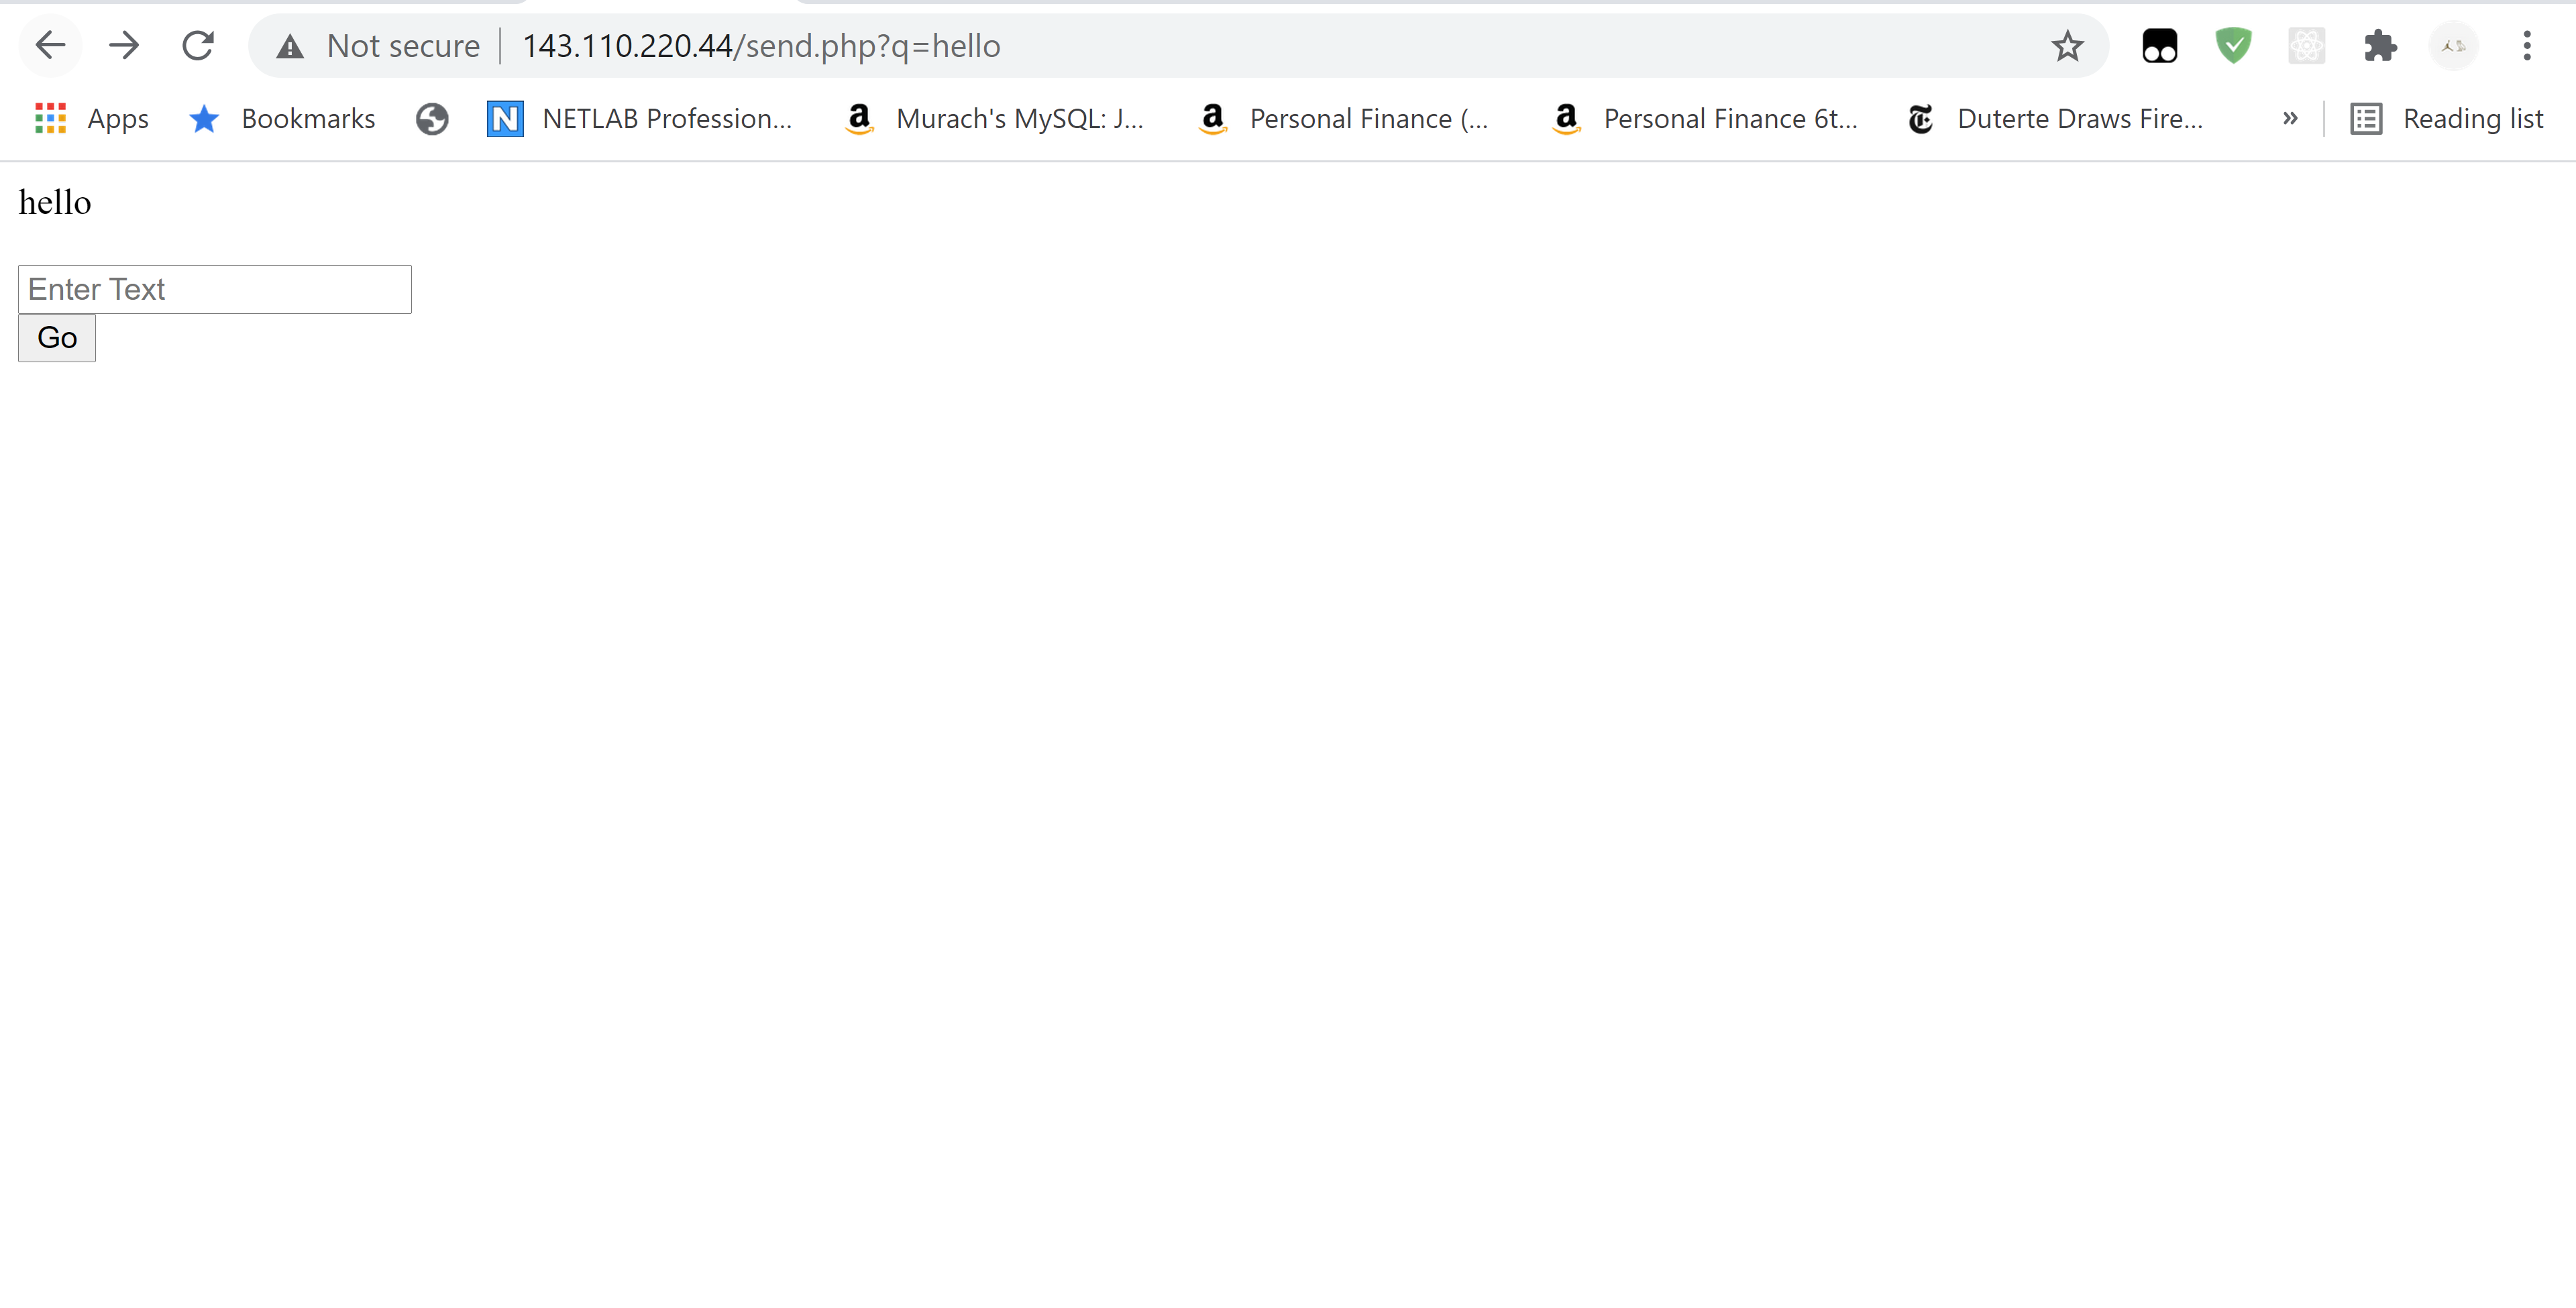 Not secure 143.110.220.44/send.php?q=hello
Apps Bookmarks NETLAB Profession... Murach's MySQL: J... Personal Finance (... Personal Finance 6t... Duterte Draws Fire... » Reading list
hello
Enter Text
Go